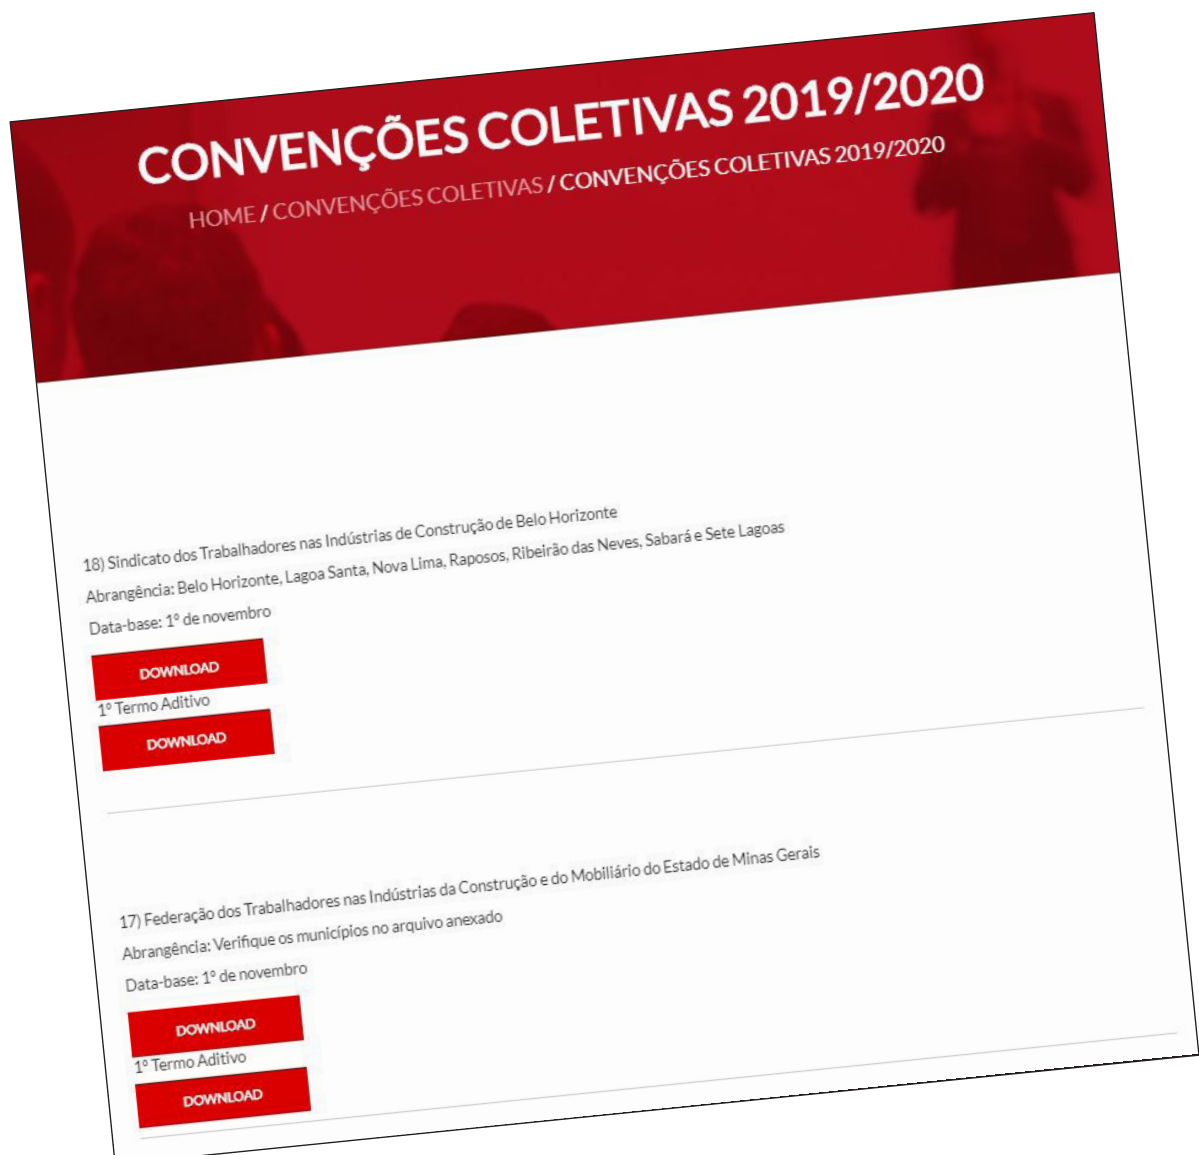 CONVENÇÕES COLETIVAS 2019/2020
HOME / CONVENÇÕES COLETIVAS / CONVENÇÕES COLETIVAS 2019/2020
18) Sindicato dos Trabalhadores nas Indústrias de Construção de Belo Horizonte
Abrangência: Belo Horizonte, Lagoa Santa, Nova Lima, Raposos, Ribeirão das Neves, Sabará e Sete Lagoas
Data-base: 1º de novembro
DOWNLOAD
1º Termo Aditivo
DOWNLOAD
17) Federação dos Trabalhadores nas Indústrias da Construção e do Mobiliário do Estado de Minas Gerais
Abrangência: Verifique os municípios no arquivo anexado
Data-base: 1º de novembro
DOWNLOAD
1º Termo Aditivo
DOWNLOAD